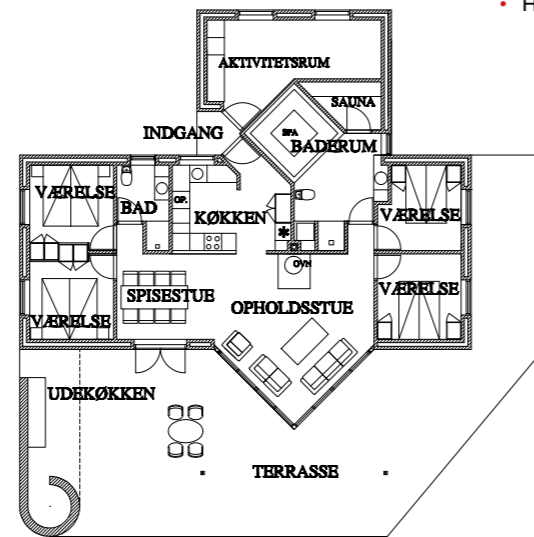 • H
AKTIVITETSRUM
SAUNA
INDGANG
SPA
BADERUM
VÆRELSE
BAD
OP.
KØKKEN
VÆRELSE
*
OVN
SPISESTUE
OPHOLDSSTUE
VÆRELSE
VÆRELSE
UDEKØKKEN
TERRASSE